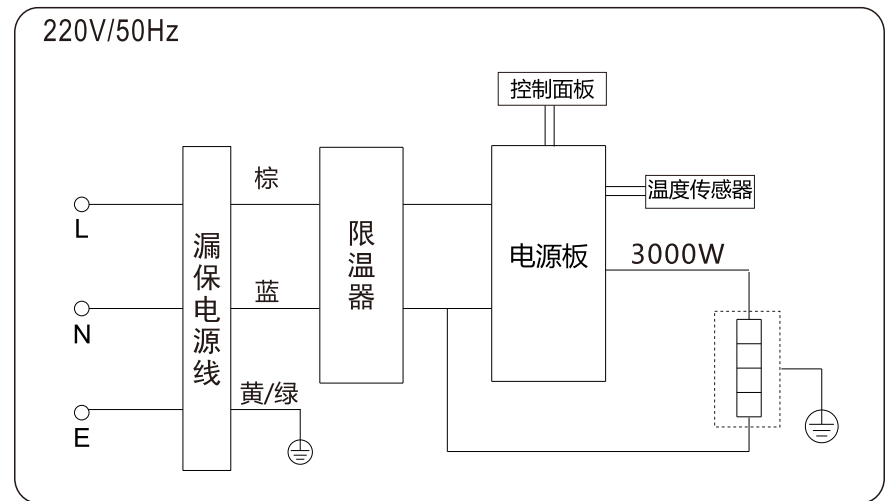 220V/50Hz
控制面板
棕
温度传感器
L
限温器
漏保电源线
电源板
3000W
蓝
N
黄/绿
E